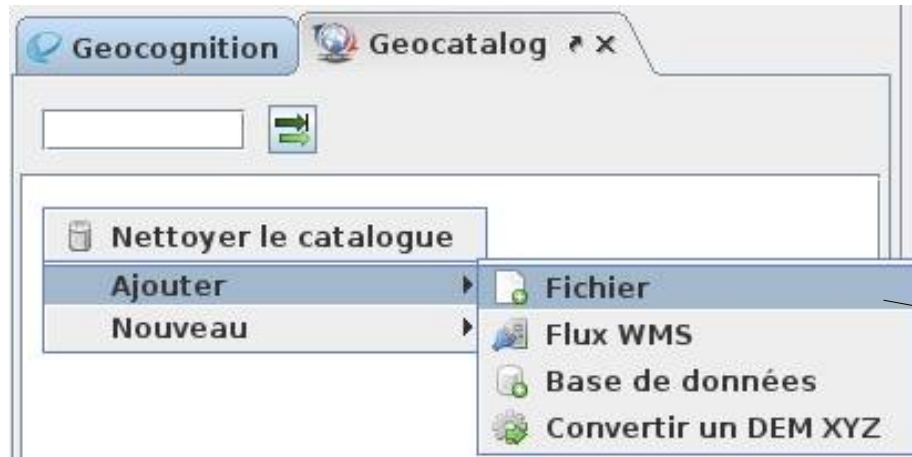 Geocognition
Geocatalog
Nettoyer le catalogue
Ajouter
Nouveau
Fichier
Flux WMS
Base de données
Convertir un DEM XYZ